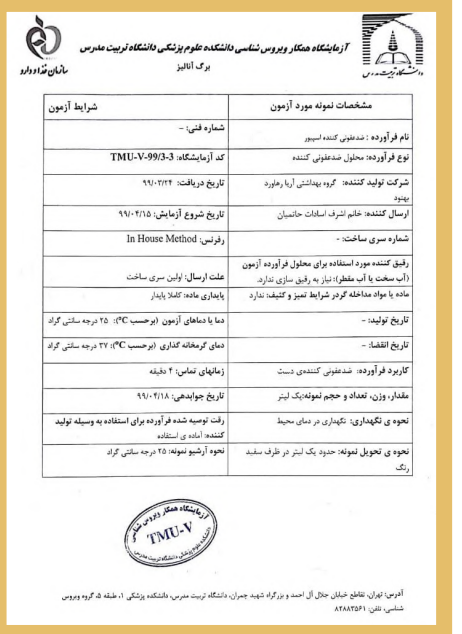 آزمایشگاه همکار ویروس شناسی دانشکده علوم پزشکی دانشگاه تربیت مدرس
برگ آنالیز
سازمان غذا و دارو
دانشگاه تربیت مدرس
مشخصات نمونه مورد آزمون
شرایط آزمون
نام فرآورده : ضدعفونی کننده اسپیور
شماره فنی: -
نوع فرآورده: محلول ضدعفونی کننده
کد آزمایشگاه: TMU-V-99/3-3
شرکت تولید کننده: گروه بهداشتی آریا رهاورد
بهنود
تاریخ دریافت: ۹۹/۰۳/۲۴
ارسال کننده: خانم اشرف السادات حاتمیان
تاریخ شروع آزمایش: ۹۹/۰۴/۱۵
شماره سری ساخت: -
رفرنس: In House Method
رقیق کننده مورد استفاده برای محلول فرآورده آزمون
(آب سخت یا آب مقطر): نیاز به رقیق سازی ندارد.
علت ارسال: اولین سری ساخت
ماده یا مواد مداخله گردر شرایط تمیز و کثیف: ندارد
پایداری ماده: کاملا پایدار
تاریخ تولید: -
دما یا دماهای آزمون (برحسب °C): ۲۵ درجه سانتی گراد
تاریخ انقضا: -
دمای گرمخانه گذاری (برحسب °C): ۳۷ درجه سانتی گراد
کاربرد فرآورده: ضدعفونی کننده‌ی دست
زمانهای تماس: ۴ دقیقه
مقدار، وزن، تعداد و حجم نمونه:یک لیتر
تاریخ جوابدهی: ۹۹/۰۴/۱۸
نحوه ی نگهداری: نگهداری در دمای محیط
رقت توصیه شده فرآورده برای استفاده به وسیله تولید
کننده: آماده ی استفاده
نحوه ی تحویل نمونه: حدود یک لیتر در ظرف سفید
رنگ
نحوه آرشیو نمونه: ۲۵ درجه سانتی گراد
آزمایشگاه همکار ویروس شناسی
TMU-V
دانشکده علوم پزشکی دانشگاه تربیت مدرس
آدرس: تهران، تقاطع خیابان جلال آل احمد و بزرگراه شهید چمران، دانشگاه تربیت مدرس، دانشکده پزشکی ۱، طبقه ۵، گروه ویروس
شناسی، تلفن: ۸۲۸۸۳۵۶۱